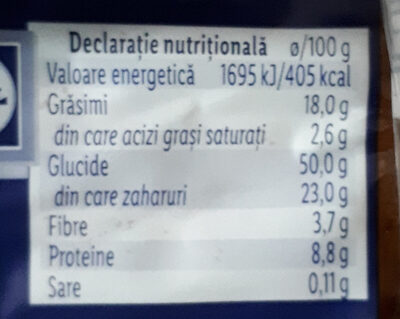 Declarație nutrițională ø/100 g
Valoare energetică 1695 kJ/405 kcal
Grăsimi 18,0 g
din care acizi grași saturați 2,6 g
Glucide 50,0 g
din care zaharuri 23,0 g
Fibre 3,7 g
Proteine 8,8 g
Sare 0,11 g